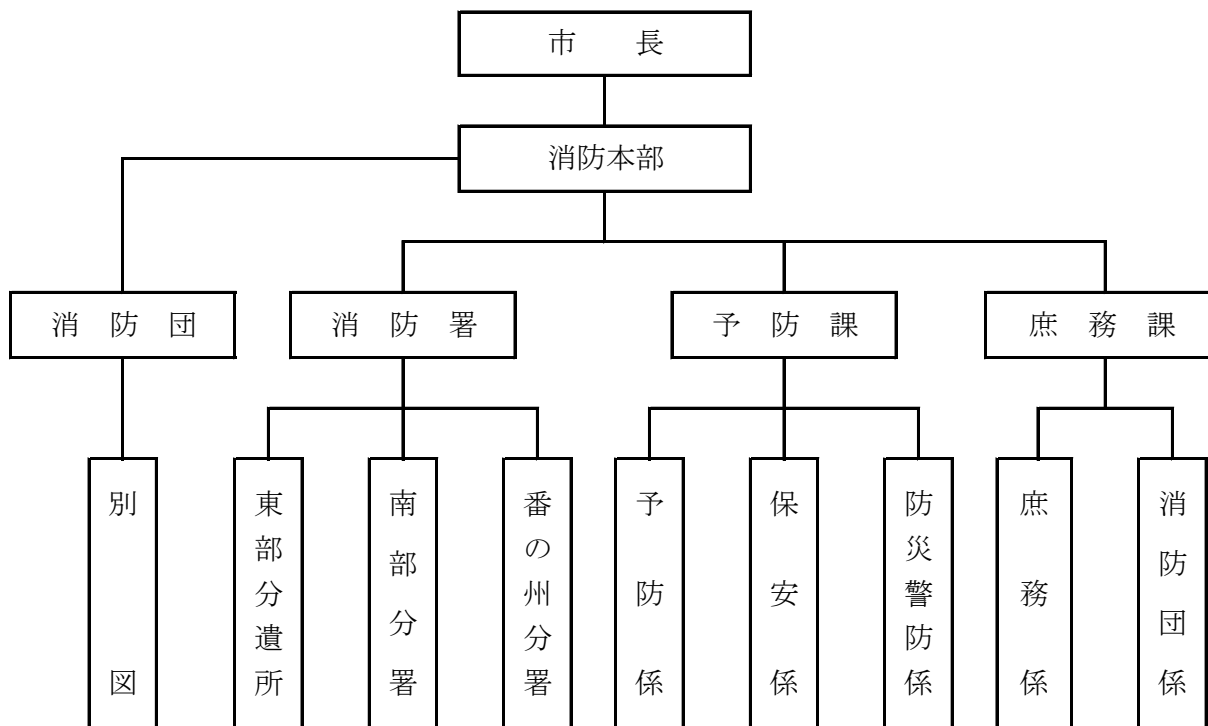 市　　長
消防本部
消　防　団
消　防　署
予　防　課
庶　務　課
別図
東部分遺所
南部分署
番の州分署
予防係
保安係
防災警防係
庶務係
消防団係